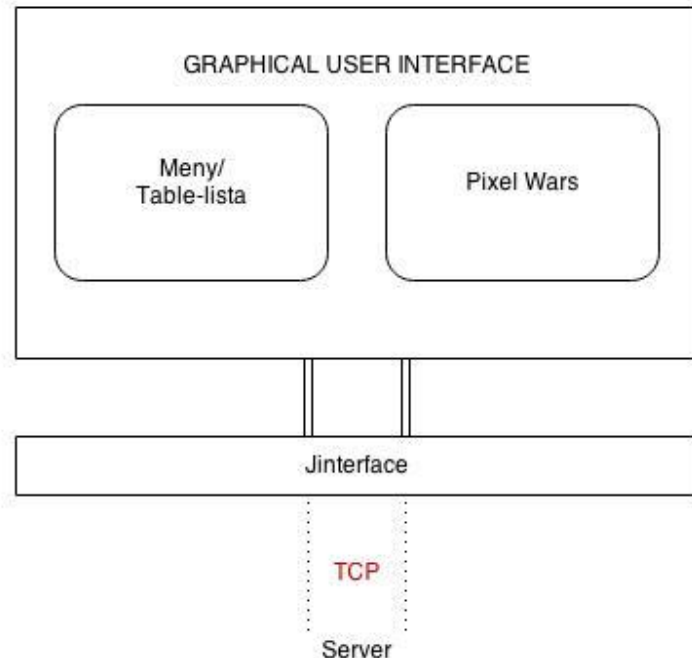 GRAPHICAL USER INTERFACE
Meny/
Table-lista
Pixel Wars
Jinterface
TCP
Server